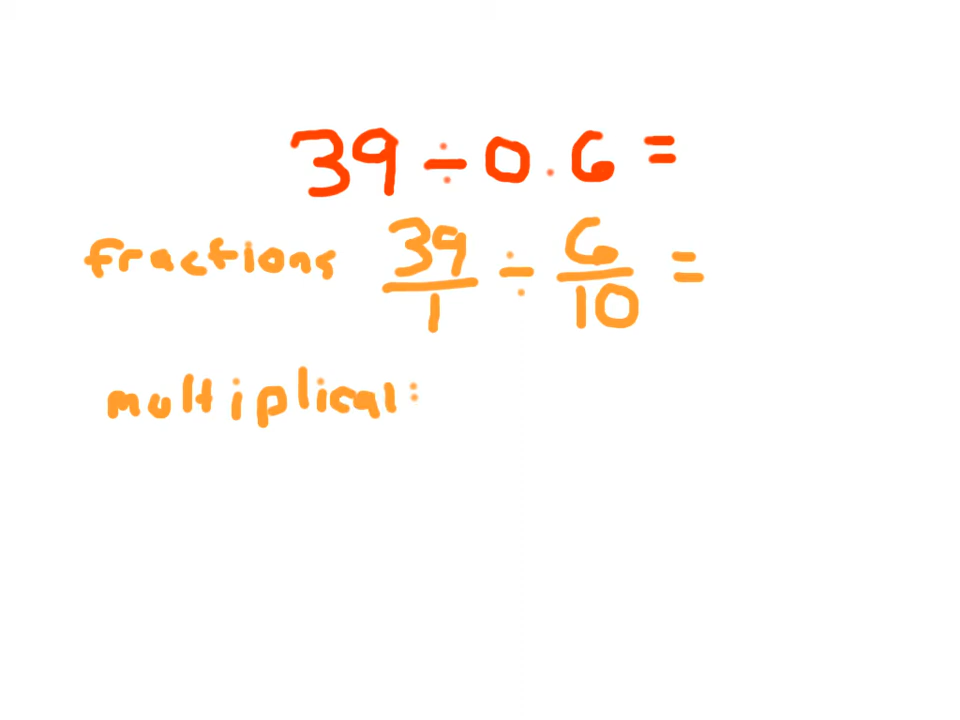 39 ÷ 0.6 =
fractions 39/1 ÷ 6/10 =
multiplical: